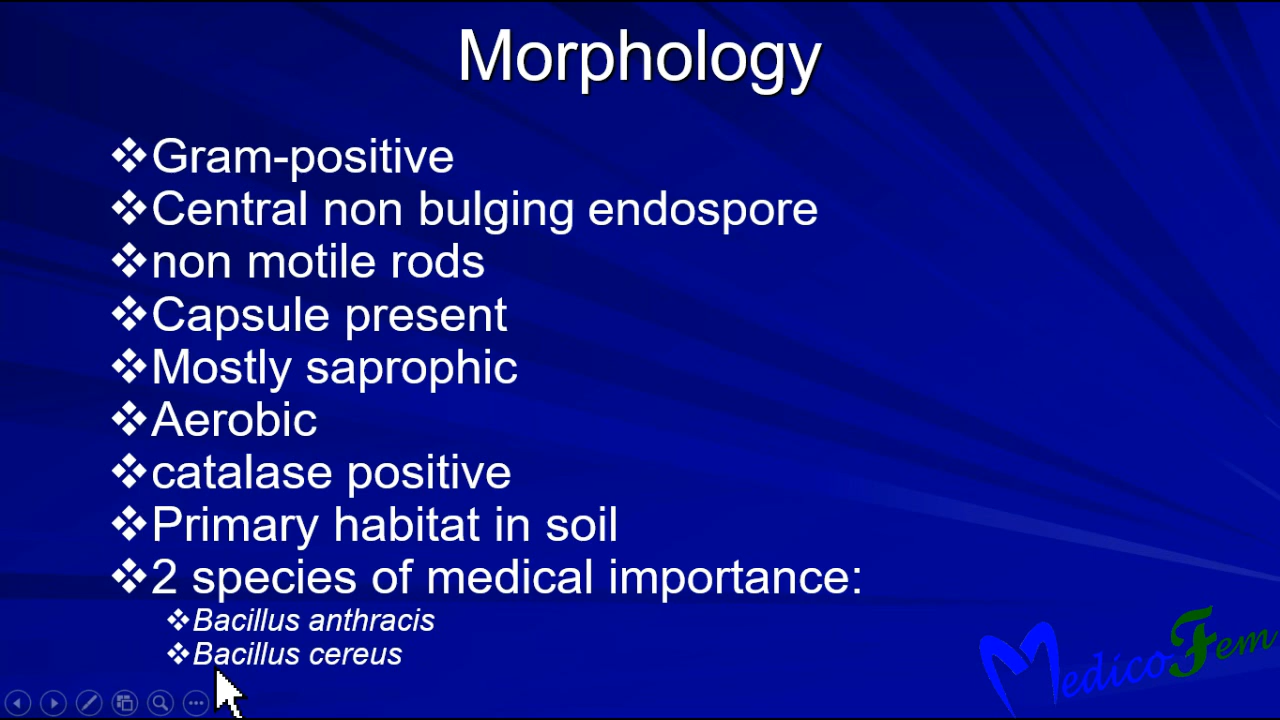 Morphology
Gram-positive
Central non bulging endospore
non motile rods
Capsule present
Mostly saprophic
Aerobic
catalase positive
Primary habitat in soil
2 species of medical importance:
Bacillus anthracis
Bacillus cereus
MedicoFem